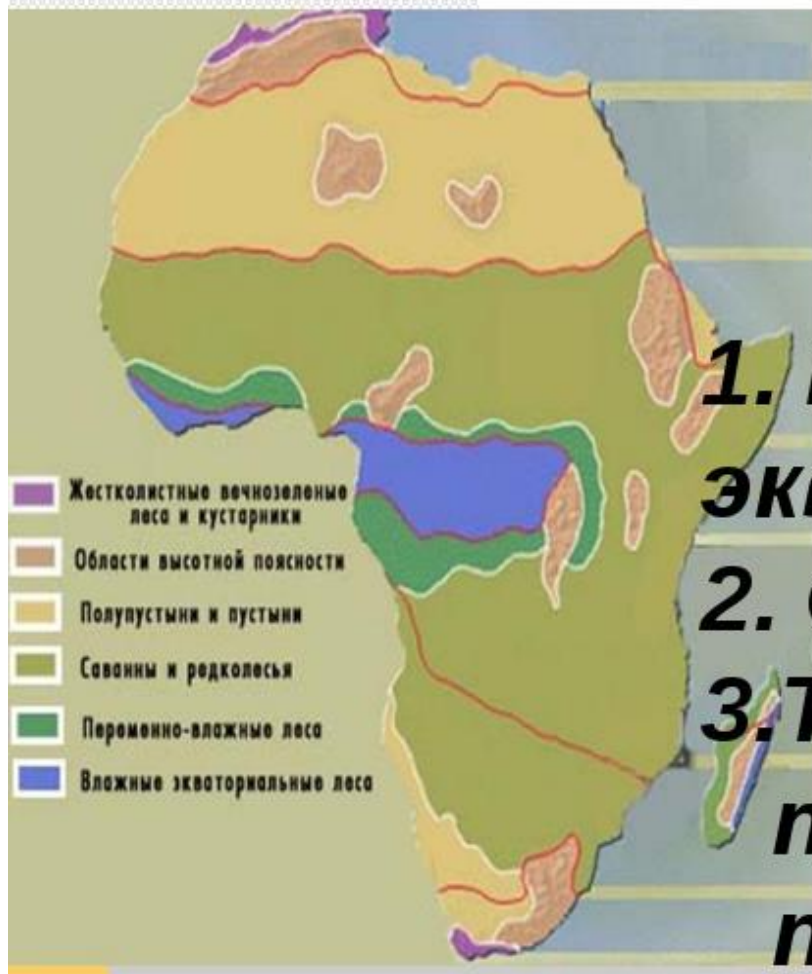 Жестколистные вечнозеленые
леса и кустарники
Области высотной поясности
Полупустыни и пустыни
Саванны и редколесья
Переменно-влажные леса
Влажные экваториальные леса
1.
эк
2.
3.Т
п
п